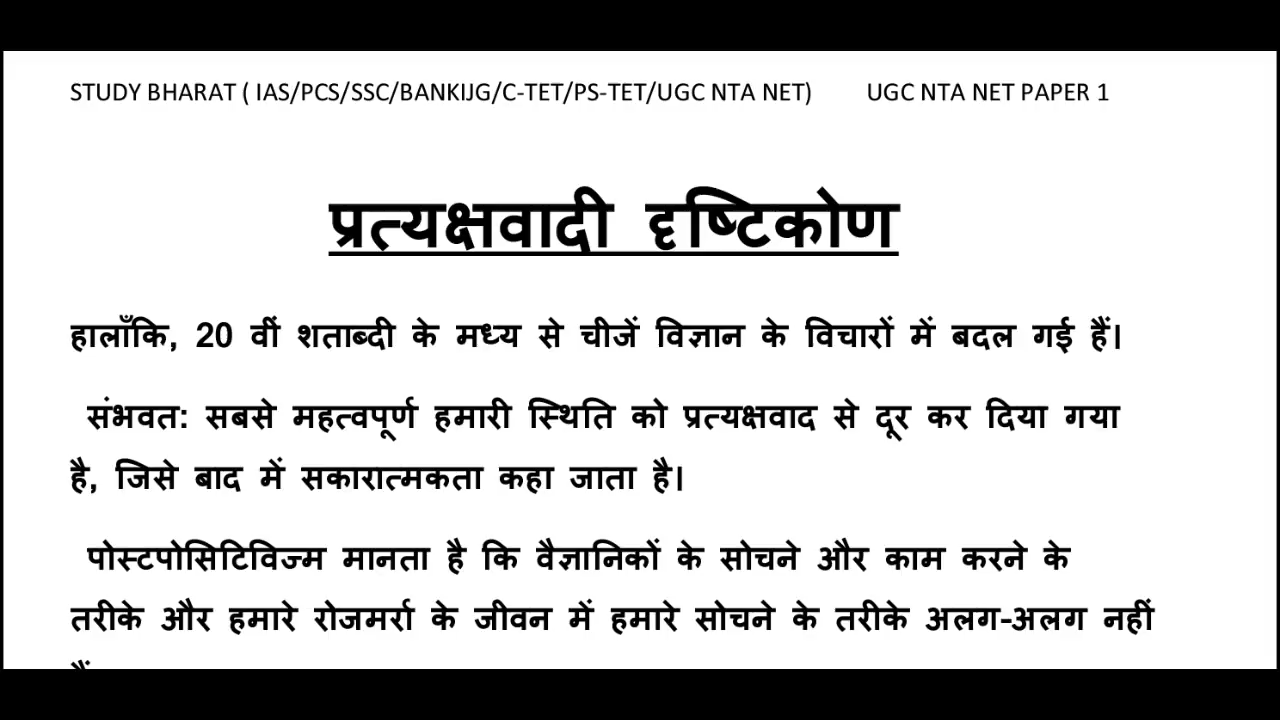 STUDY BHARAT ( IAS/PCS/SSC/BANKIJG/C-TET/PS-TET/UGC NTA NET) UGC NTA NET PAPER 1
प्रत्यक्षवादी दृष्टिकोण
हालाँकि, 20 वीं शताब्दी के मध्य से चीजें विज्ञान के विचारों में बदल गई हैं।
संभवत: सबसे महत्वपूर्ण हमारी स्थिति को प्रत्यक्षवाद से दूर कर दिया गया
है, जिसे बाद में सकारात्मकता कहा जाता है।
पोस्टपोसिटिविज्म मानता है कि वैज्ञानिकों के सोचने और काम करने के
तरीके और हमारे रोजमर्रा के जीवन में हमारे सोचने के तरीके अलग-अलग नहीं